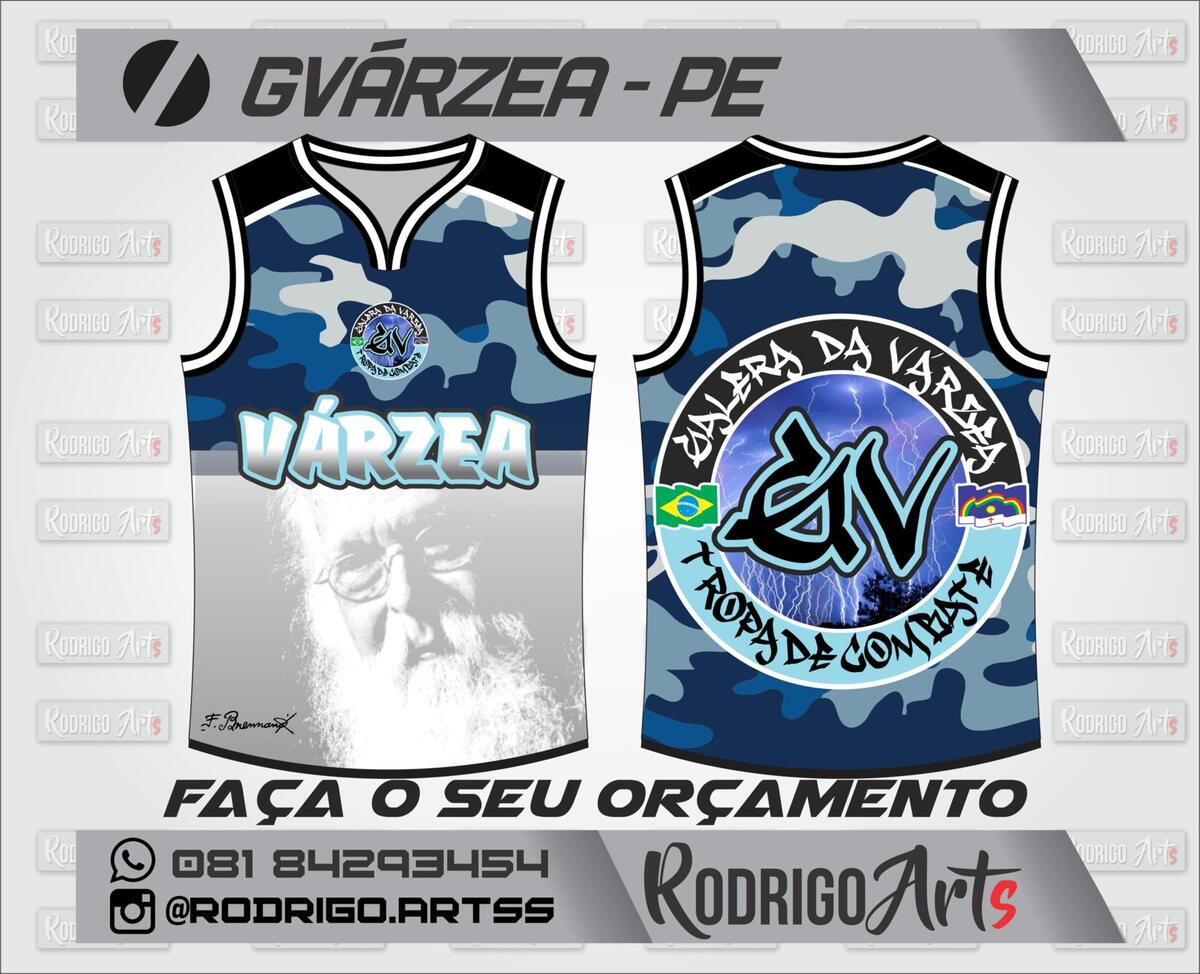 GVÁRZEA - PE
GALERA DA VÁRZEA
GV
TROPA DE COMBATE
VÁRZEA
F. Brennand
GALERA DA VÁRZEA
GV
TROPA DE COMBATE
FAÇA O SEU ORÇAMENTO
081 84293454
@RODRIGO.ARTSS
RODRIGO ARTS